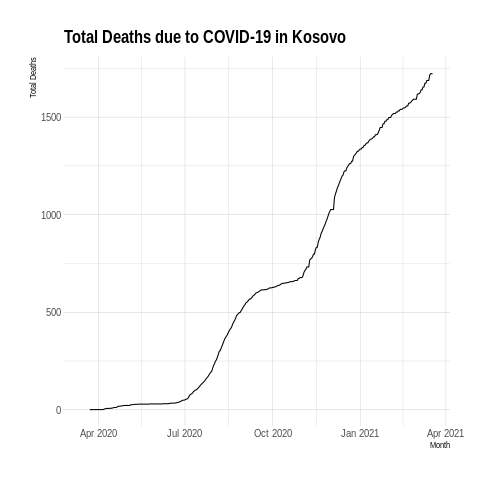 Total Deaths due to COVID-19 in Kosovo
Total Deaths
1500
1000
500
0
Apr 2020 Jul 2020 Oct 2020 Jan 2021 Apr 2021
Month